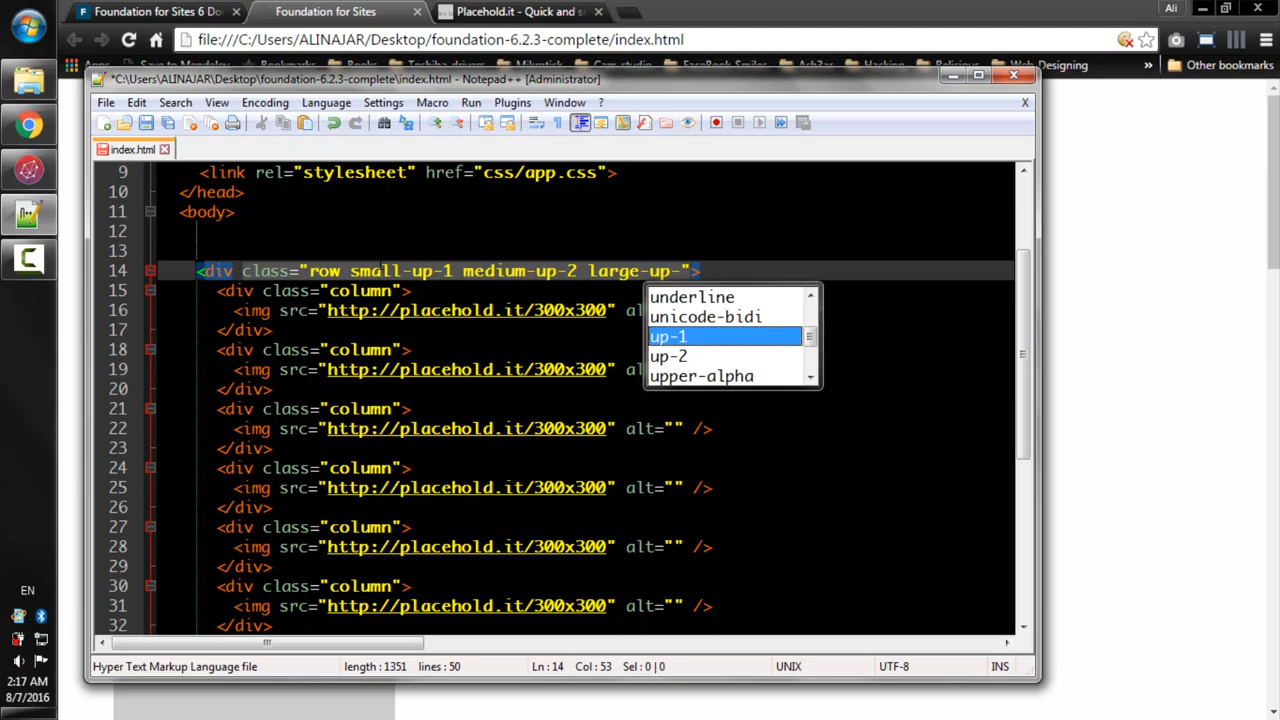 Foundation for Sites 6 Do
Foundation for Sites
Placehold.it - Quick and si
Ali
file:///C:/Users/ALINAJAR/Desktop/foundation-6.2.3-complete/index.html
Other bookmarks
*C:\Users\ALINAJAR\Desktop\foundation-6.2.3-complete\index.html - Notepad++ [Administrator]
File Edit Search View Encoding Language Settings Macro Run Plugins Window ? X
index.html
9 <link rel="stylesheet" href="css/app.css">
10 </head>
11 <body>
12
13
14 <div class="row small-up-1 medium-up-2 large-up-">
15 <div class="column">
16 <img src="http://placehold.it/300x300" al
17 </div>
18 <div class="column">
19 <img src="http://placehold.it/300x300" al
20 </div>
21 <div class="column">
22 <img src="http://placehold.it/300x300" alt="" />
23 </div>
24 <div class="column">
25 <img src="http://placehold.it/300x300" alt="" />
26 </div>
27 <div class="column">
28 <img src="http://placehold.it/300x300" alt="" />
29 </div>
30 <div class="column">
31 <img src="http://placehold.it/300x300" alt="" />
32 </div>
underline
unicode-bidi
up-1
up-2
upper-alpha
Hyper Text Markup Language file length : 1351 lines : 50 Ln : 14 Col : 53 Sel : 0 | 0 UNIX UTF-8 INS
EN
2:17 AM
8/7/2016